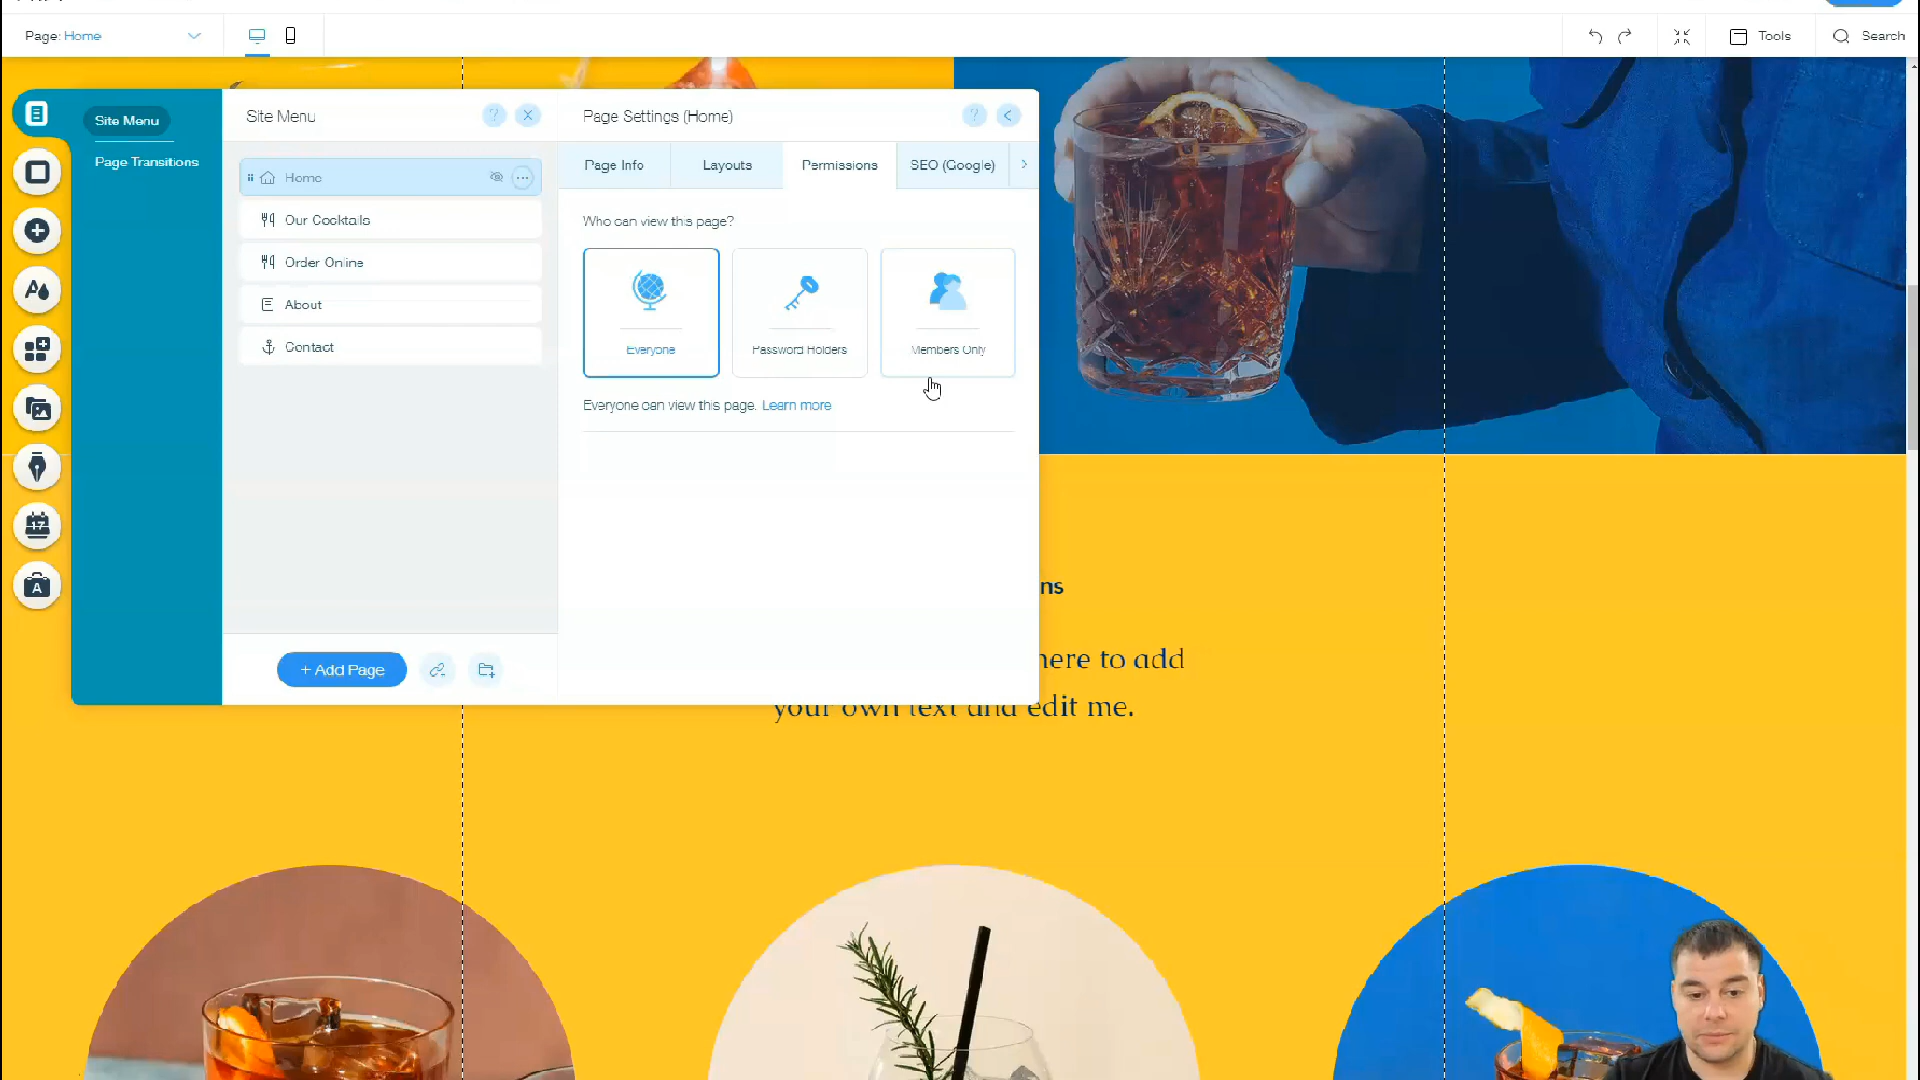 Page: Home
Tools
Search
Site Menu
Page Transitions
Site Menu
?
Home
Our Cocktails
Order Online
About
Contact
+ Add Page
Page Settings (Home)
?
Page Info
Layouts
Permissions
SEO (Google)
Who can view this page?
Everyone
Password Holders
Members Only
Everyone can view this page. Learn more
ns
here to add
your own text and edit me.
17
A